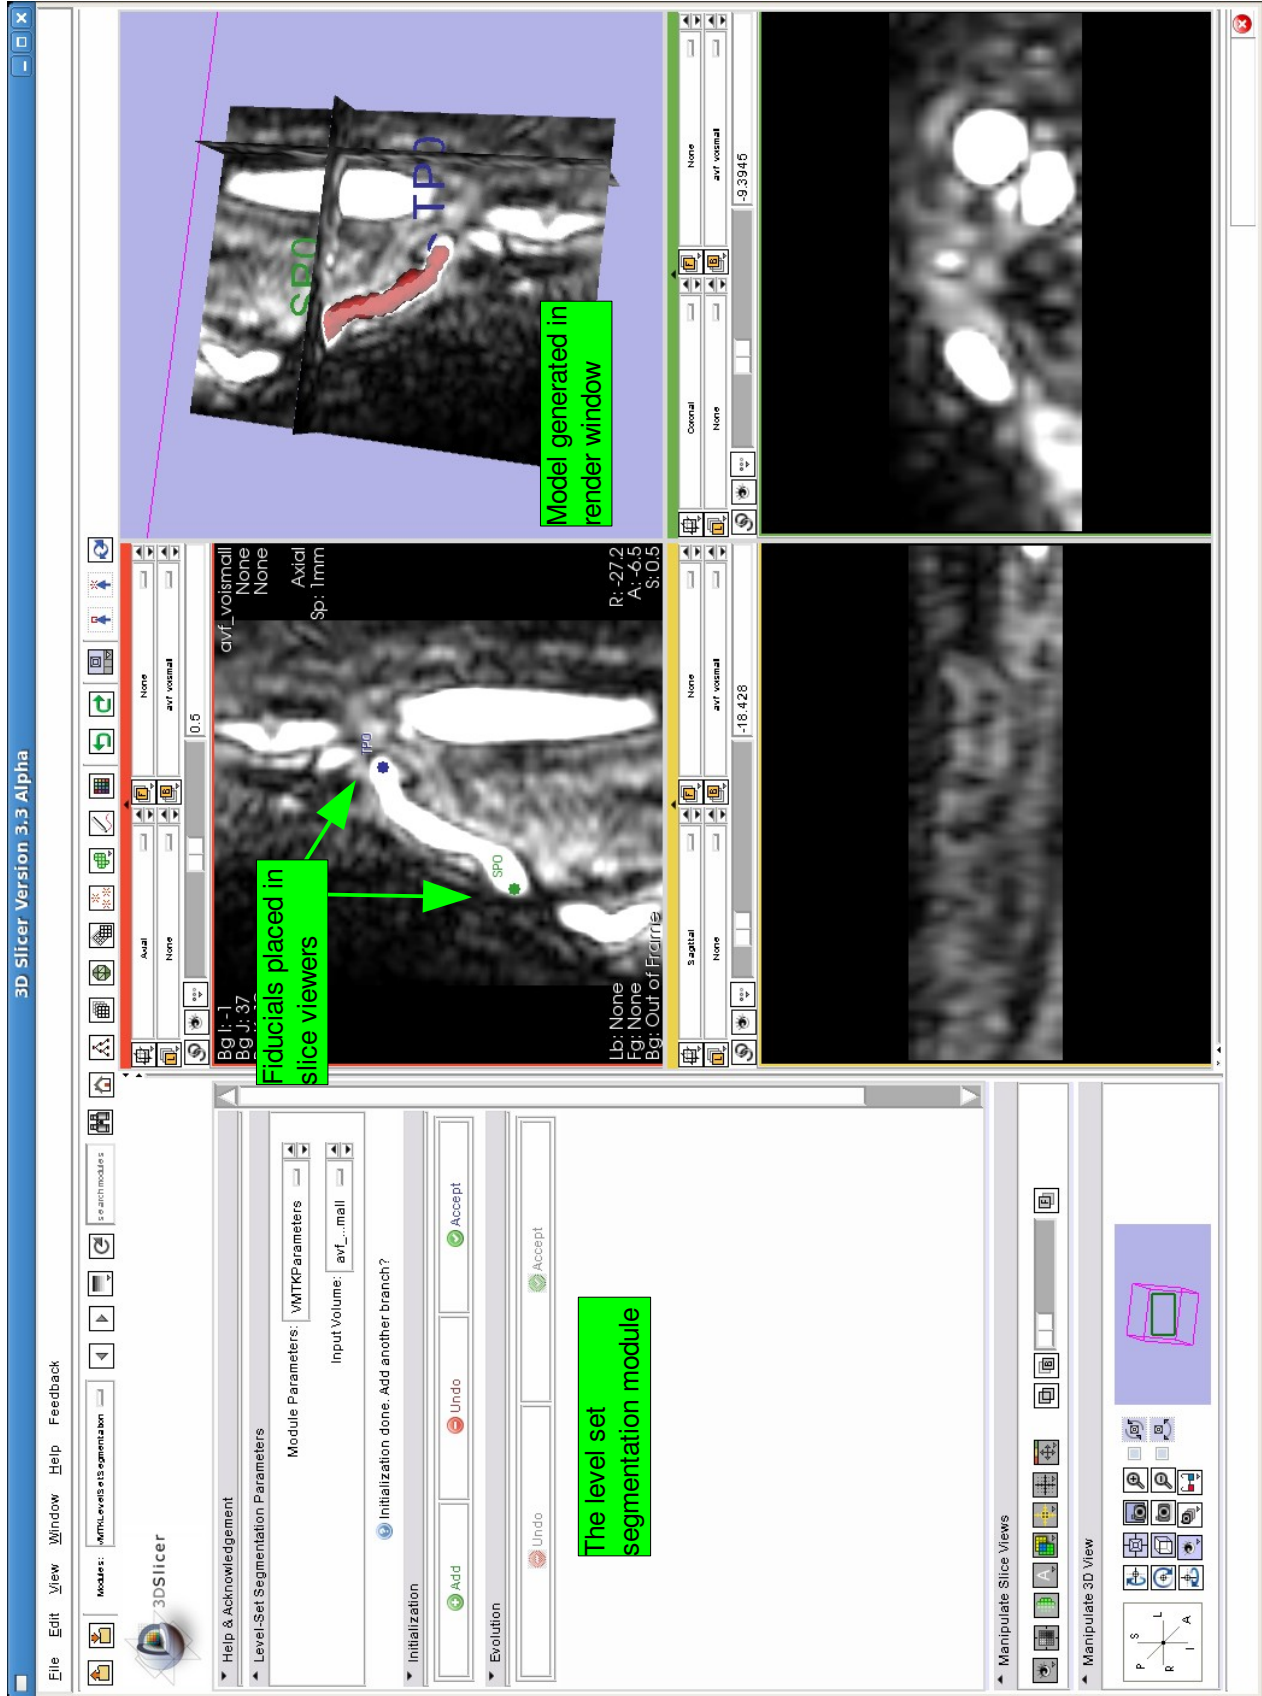 3D Slicer Version 3.3 Alpha
File Edit View Window Help Feedback
Modules: VMTKLevelSetSegmentation
search modules
3DSlicer
Help & Acknowledgement
Level-Set Segmentation Parameters
Module Parameters: VMTKParameters
Input Volume: avf_...mall
Initialization done. Add another branch?
Initialization
Add Undo Accept
Evolution
Undo Accept
The level set
segmentation module
Manipulate Slice Views
B F
Manipulate 3D View
P S L
R I A
Axial None
None avf voismall
0.5
Bg I: -1
Bg J: 37
avf_voismall
None
None
Axial
Sp: 1mm
Fiducials placed in
slice viewers
TP0
SP0
Lb: None
Fg: None
Bg: Out of Frame
R: -27.2
A: -6.5
S: 0.5
SP0
TP0
Model generated in
render window
Sagittal None
None avf voismall
-18.428
Coronal None
None avf voismall
-9.3945